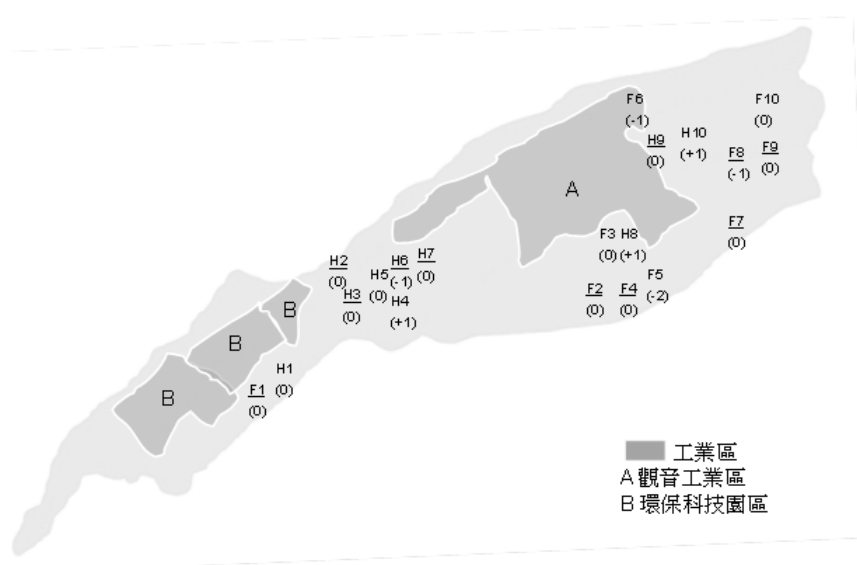 F6
(-1)
F10
(0)
H9
(0)
H10
(+1)
F8
(-1)
F9
(0)
A
F7
(0)
F3
(0)
H8
(+1)
H2
(0)
H6
(-1)
H7
(0)
H5
(0)
F5
(-2)
H3
(0)
H4
(+1)
F2
(0)
F4
(0)
B
B
B
H1
(0)
F1
(0)
工業區
A 觀音工業區
B 環保科技園區